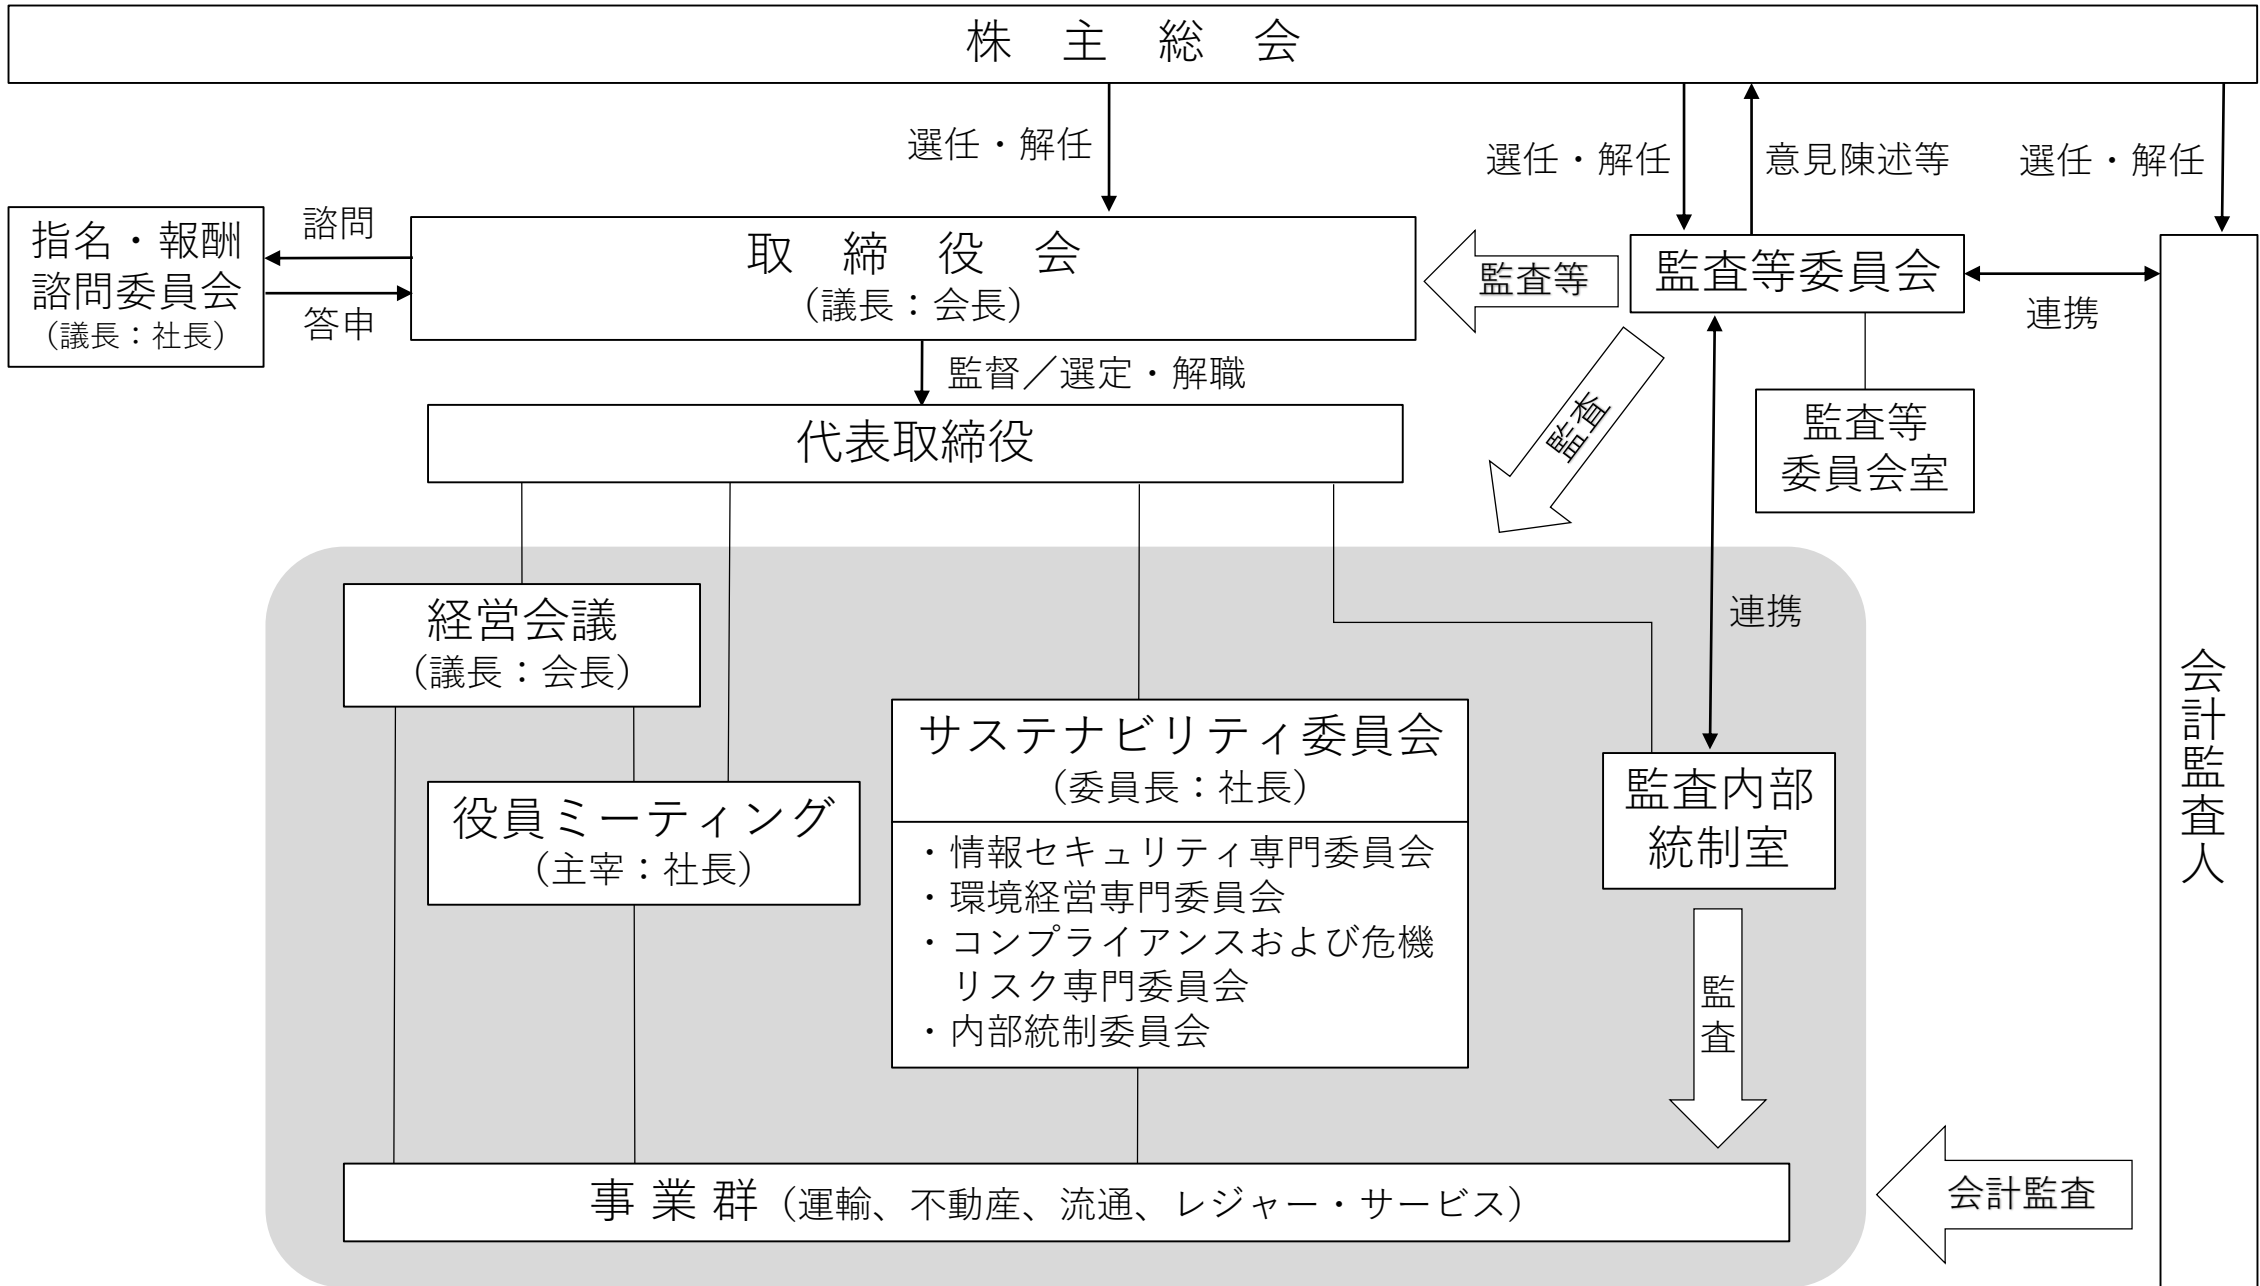 株　主　総　会
選任・解任
選任・解任
意見陳述等
選任・解任
指名・報酬
諮問委員会
（議長：社長）
諮問
答申
取　締　役　会
（議長：会長）
監査等
監査等委員会
連携
監督／選定・解職
代表取締役
監査
監査等
委員会室
経営会議
（議長：会長）
連携
役員ミーティング
（主宰：社長）
サステナビリティ委員会
（委員長：社長）
・情報セキュリティ専門委員会
・環境経営専門委員会
・コンプライアンスおよび危機
リスク専門委員会
・内部統制委員会
監査内部
統制室
監査
会計監査人
事 業 群（運輸、不動産、流通、レジャー・サービス）
会計監査